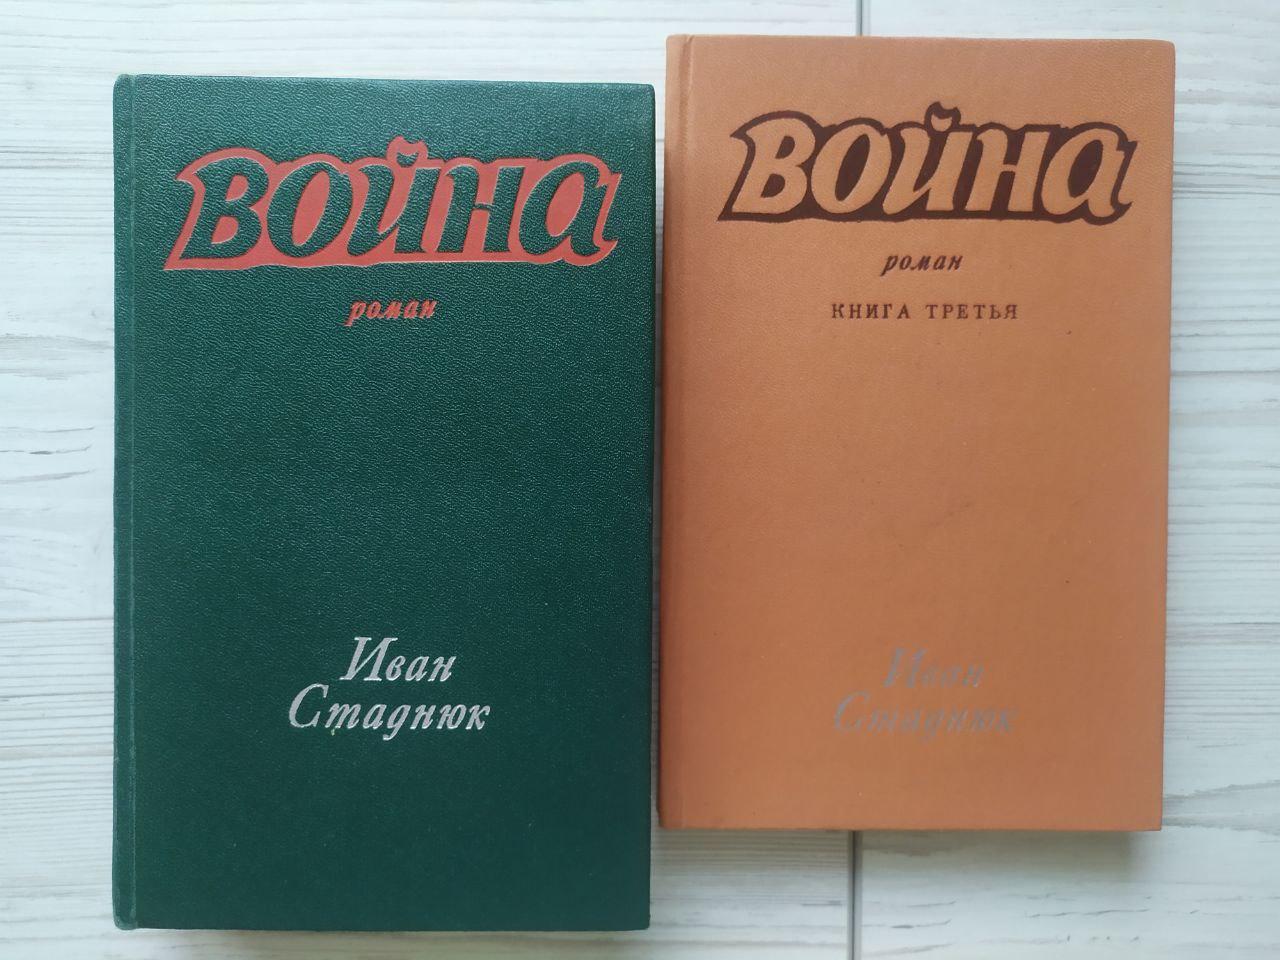 ВОЙНА
роман
Иван
Стаднюк
ВОЙНА
роман
КНИГА ТРЕТЬЯ
Иван
Стаднюк